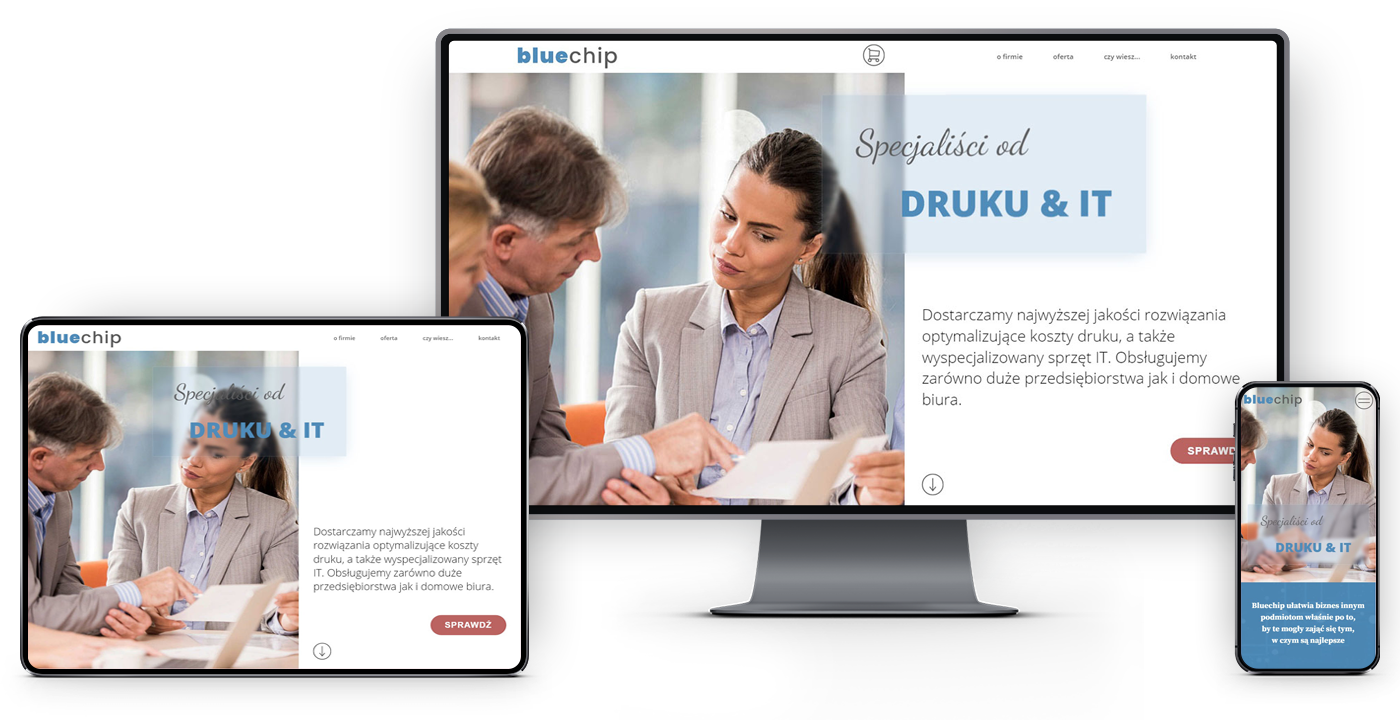 bluechip
o firmie oferta czy wiesz... kontakt
Specjaliści od
DRUKU & IT
Dostarczamy najwyższej jakości rozwiązania
optymalizujące koszty druku, a także
wyspecjalizowany sprzęt IT. Obsługujemy
zarówno duże przedsiębiorstwa jak i domowe
biura.
SPRAWD
bluechip
o firmie oferta czy wiesz... kontakt
Specjaliści od
DRUKU & IT
Dostarczamy najwyższej jakości
rozwiązania optymalizujące koszty
druku, a także wyspecjalizowany sprzęt
IT. Obsługujemy zarówno duże
przedsiębiorstwa jak i domowe biura.
SPRAWDŹ
bluechip
Specjaliści od
DRUKU & IT
Bluechip ułatwia biznes innym
podmiotom właśnie po to,
by te mogły zająć się tym,
w czym są najlepsze